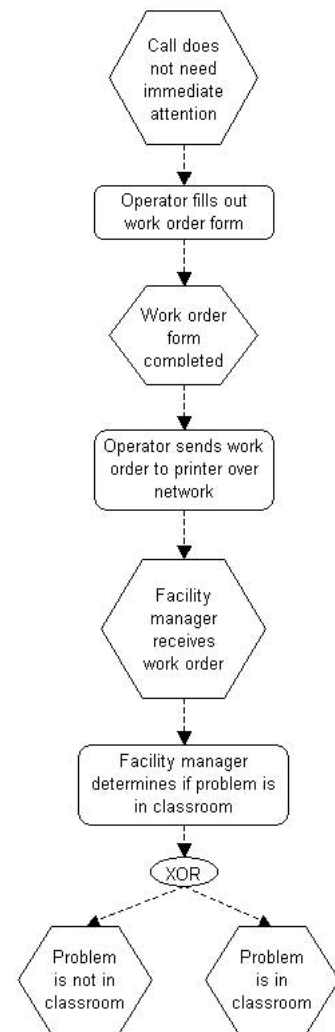 Call does
not need
immediate
attention
Operator fills out
work order form
Work order
form
completed
Operator sends work
order to printer over
network
Facility
manager
receives
work order
Facility manager
determines if problem is
in classroom
XOR
Problem
is not in
classroom
Problem
is in
classroom